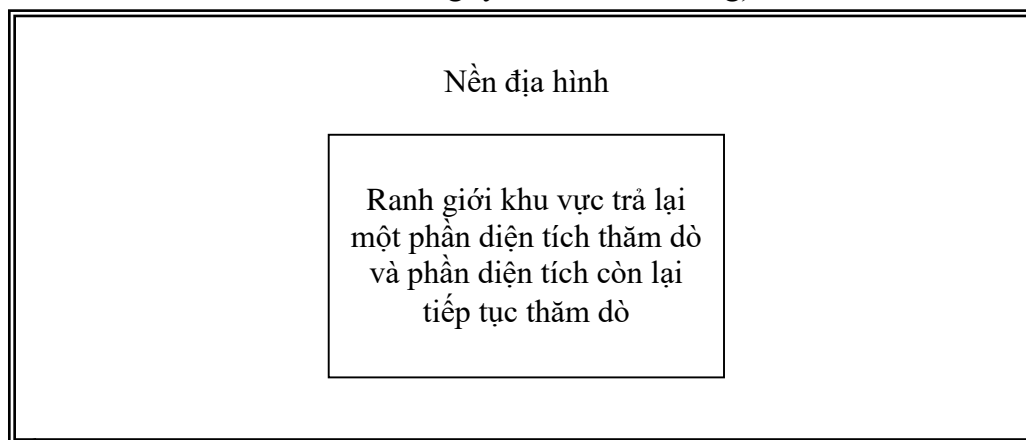 Nền địa hình
Ranh giới khu vực trả lại
một phần diện tích thăm dò
và phần diện tích còn lại
tiếp tục thăm dò